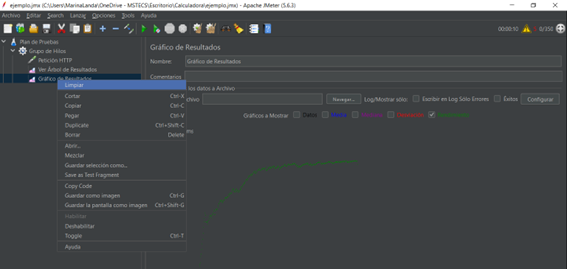 ejemplo.jmx (C:\Users\MarinaLanda\OneDrive - MSTECS\Escritorio\Calculadora\ejemplo.jmx) - Apache JMeter (5.6.3)
Archivo Editar Search Lanzar Opciones Tools Ayuda
00:00:10 0/350
Plan de Pruebas
Grupo de Hilos
Petición HTTP
Ver Árbol de Resultados
Gráfico de Resultados
Limpiar
Cortar Ctrl-X
Copiar Ctrl-C
Pegar Ctrl-V
Duplicate Ctrl+Shift-C
Borrar Delete
Abrir...
Mezclar
Guardar selección como...
Save as Test Fragment
Copy Code
Guardar como imagen Ctrl-G
Guardar la pantalla como imagen Ctrl+Shift-G
Habilitar
Deshabilitar
Toggle Ctrl-T
Ayuda
Gráfico de Resultados
Nombre: Gráfico de Resultados
Comentarios
los datos a Archivo
chivo Navegar... Log/Mostrar sólo: Escribir en Log Sólo Errores Éxitos Configurar
Gráficos a Mostrar Datos Media